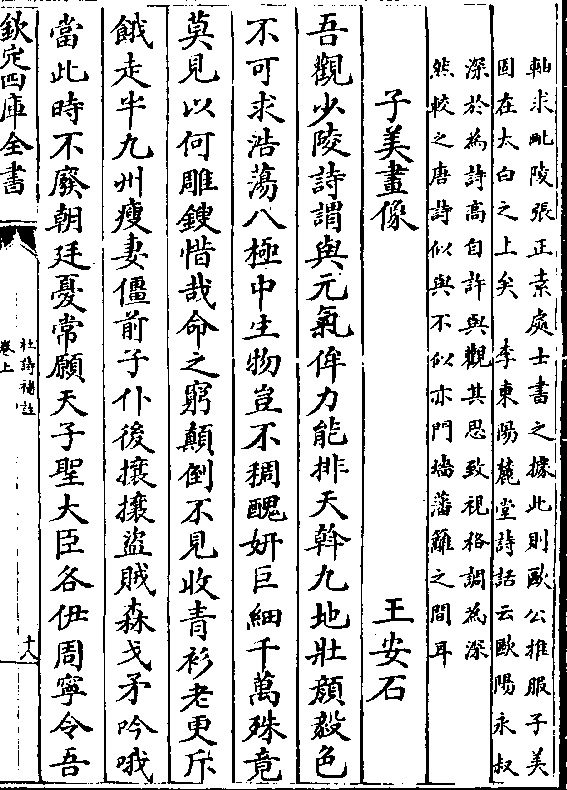 軸求毗陵張正素處士書之據此則歐公推服子美
固在太白之上矣　李東陽麓堂詩話云歐陽永叔
深於為詩高自許與觀其思致視格調為深
然較之唐詩似與不似亦門墻藩籬之間耳
子美畫像　王安石
吾觀少陵詩謂與元氣侔力能排天斡九地壯顔毅色
不可求浩蕩八極中生物豈不稠醜妍巨細千萬殊竟
莫見以何雕鎪惜哉命之窮顛倒不見收青衫老更斥
餓走半九州瘦妻僵前子仆後攘攘盜賊森戈矛吟哦
當此時不廢朝廷憂常願天子聖大臣各伊周寧令吾
欽定四庫全書
杜詩補註
卷上
十八